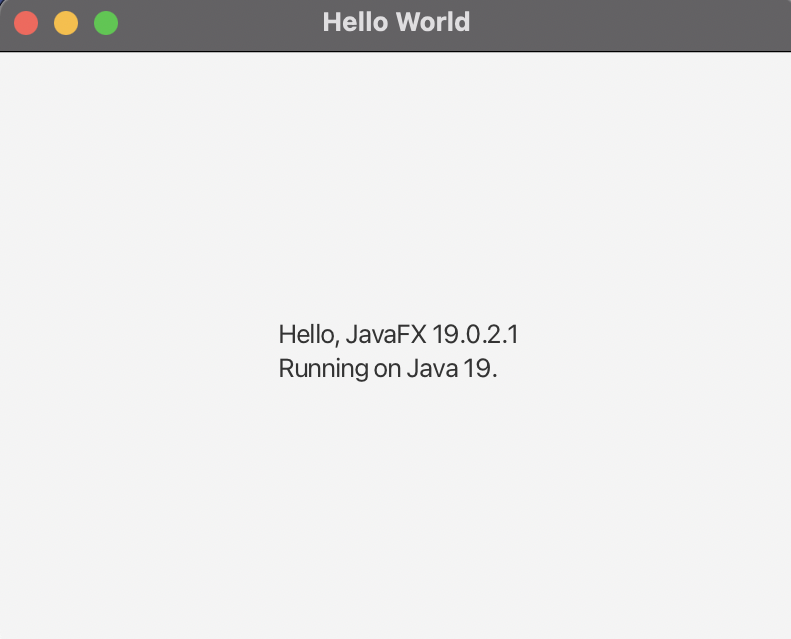 Hello World
Hello, JavaFX 19.0.2.1
Running on Java 19.